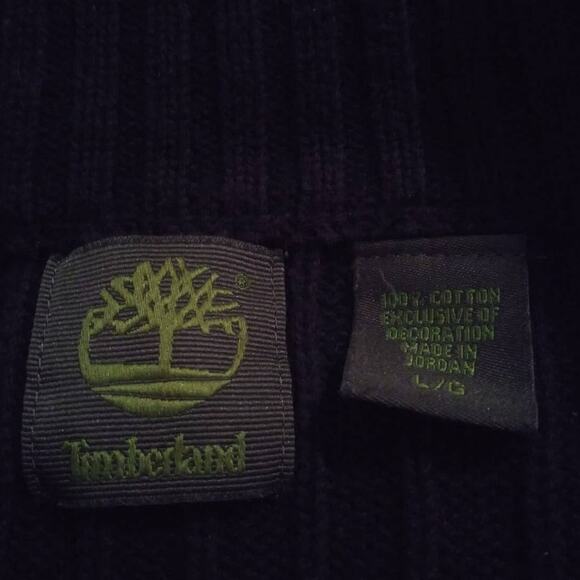 ®
Timberland
100% COTTON
EXCLUSIVE OF
DECORATION
MADE IN
JORDAN
L/G